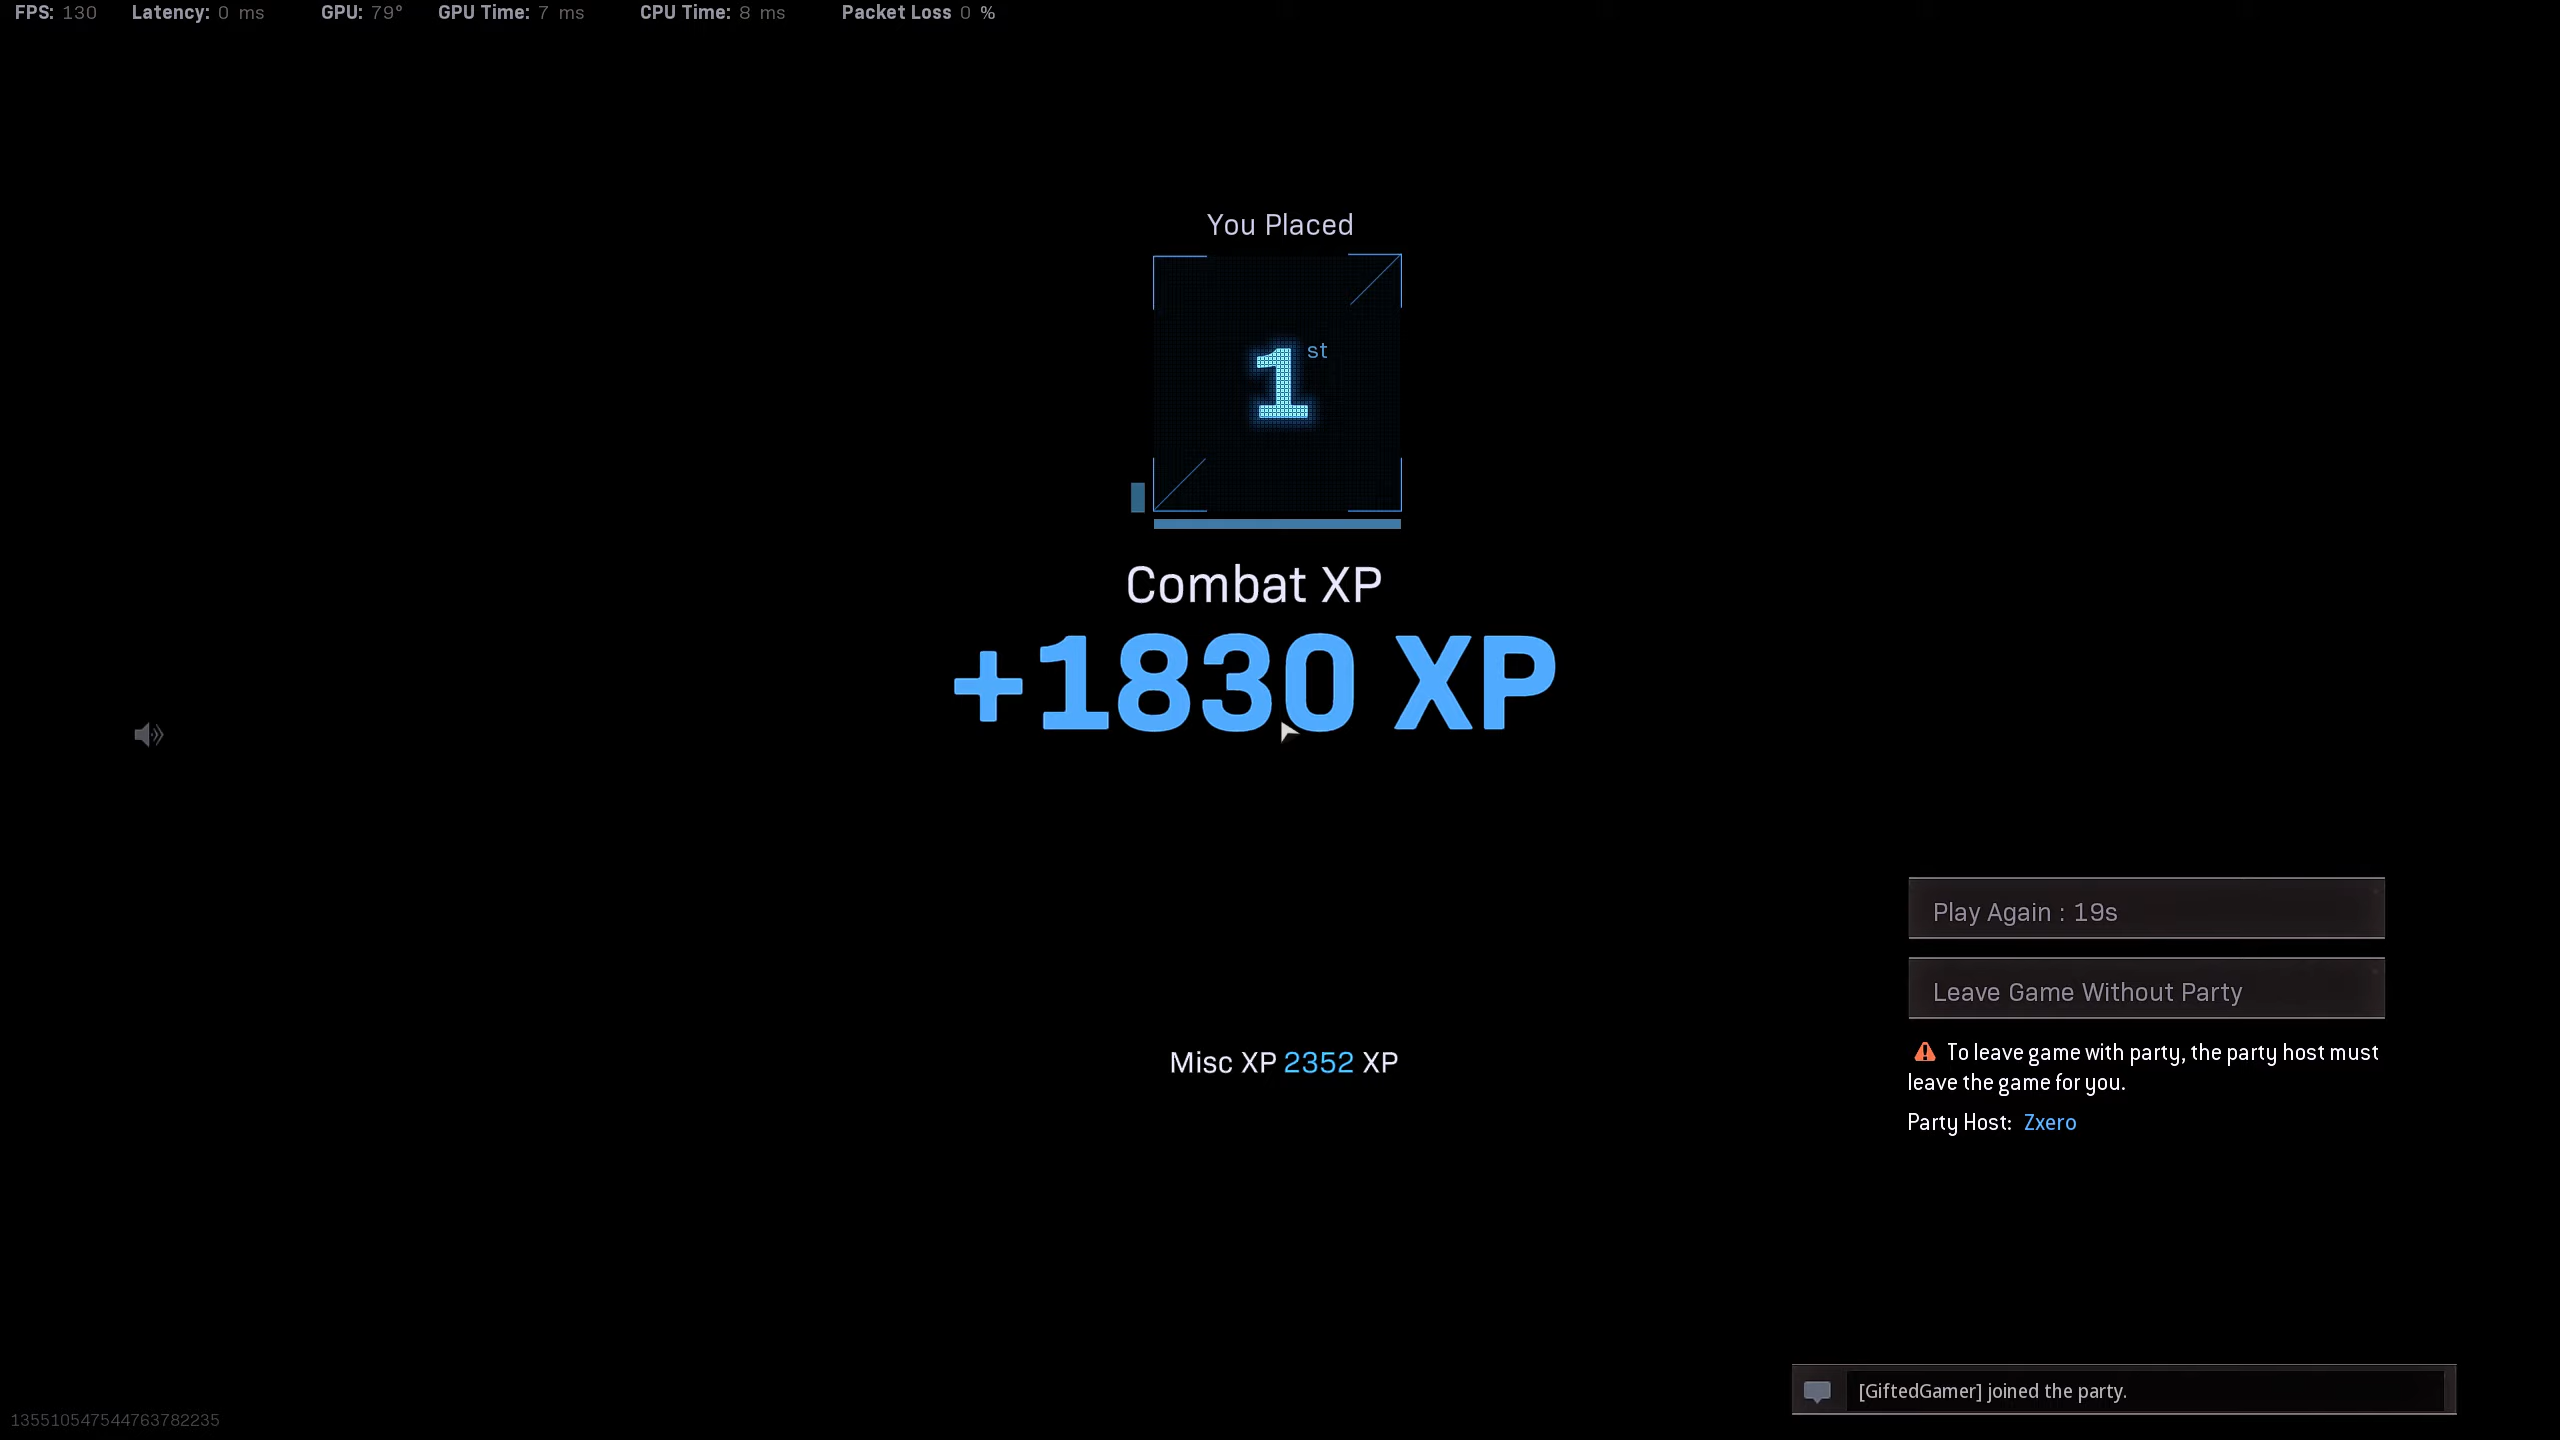 FPS: 130 Latency: 0 ms GPU: 79° GPU Time: 7 ms CPU Time: 8 ms Packet Loss 0 %
You Placed
1st
Combat XP
+1830 XP
Play Again : 19s
Leave Game Without Party
Misc XP 2352 XP
To leave game with party, the party host must
leave the game for you.
Party Host: Zxero
[GiftedGamer] joined the party.
135510547544763782235